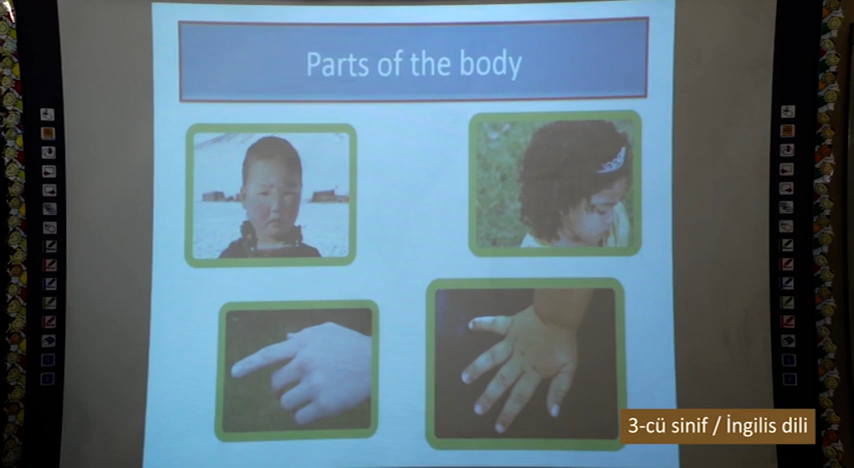 Parts of the body
3-cü sinif / İngilis dili